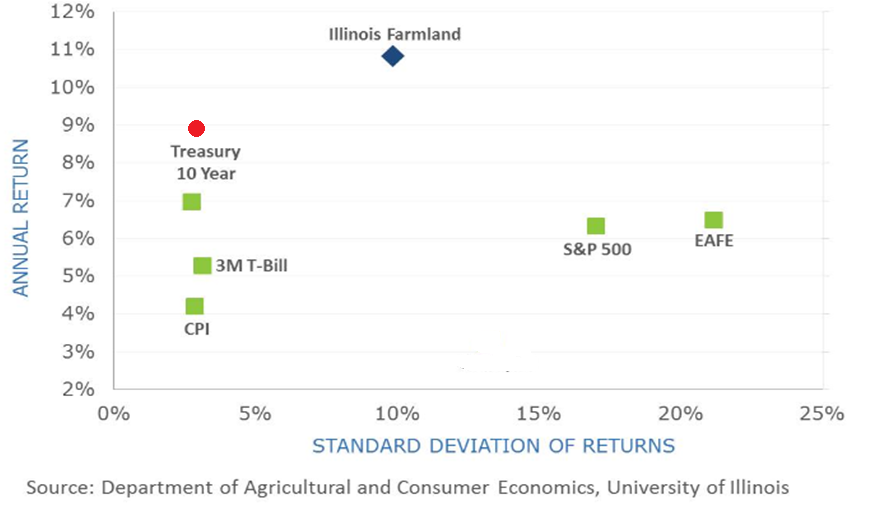 12%
Illinois Farmland
11%
10%
9%
Treasury
10 Year
8%
7%
6%
S&P 500
EAFE
5%
3M T-Bill
4%
CPI
3%
2%
ANNUAL RETURN
0% 5% 10% 15% 20% 25%
STANDARD DEVIATION OF RETURNS
Source: Department of Agricultural and Consumer Economics, University of Illinois